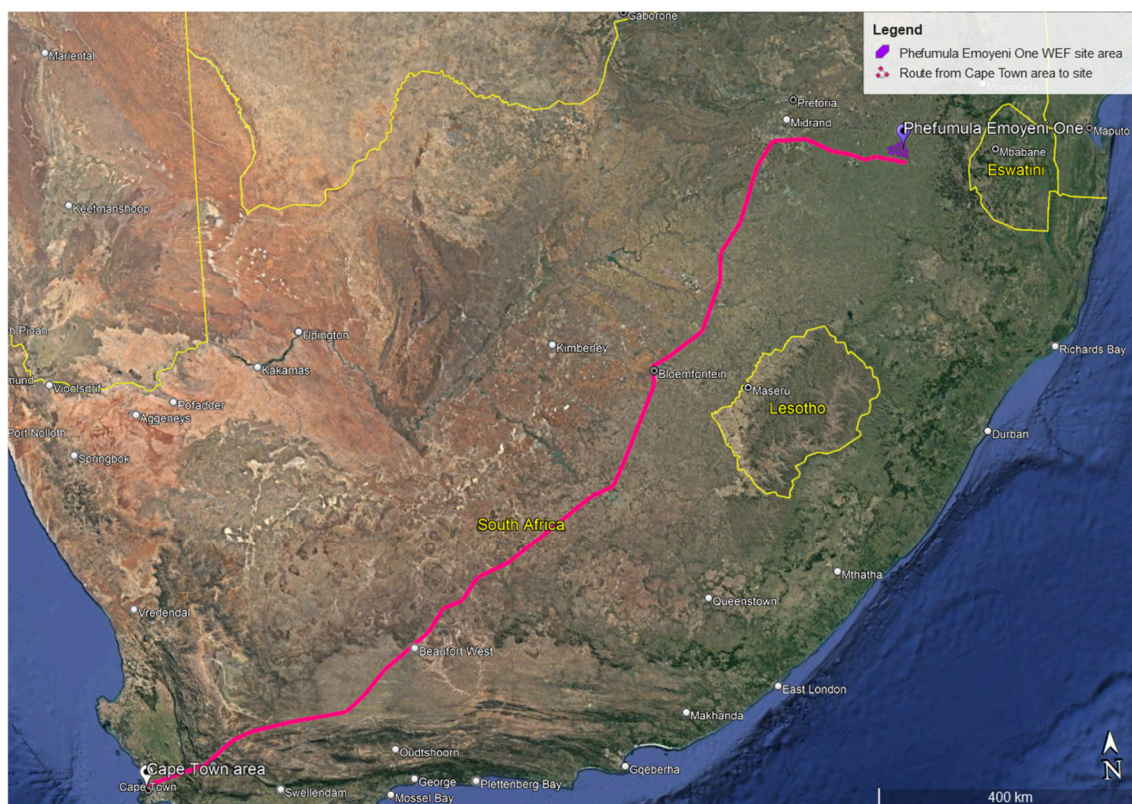 Gaborone
Legend
Phefumula Emoyeni One WEF site area
Route from Cape Town area to site
Mariental
Mbombela
Pretoria
Midrand
Phefumula Emoyeni One
Maputo
Mbabane
Eswatini
Keetmanshoop
Upington
Kimberley
Richards Bay
Kakamas
Bloemfontein
Vioolsdrif
Maseru
Pofadder
Lesotho
Aggeneys
Port Nolloth
Durban
Springbok
South Africa
Mthatha
Queenstown
Vredendal
Beaufort West
East London
Makhanda
Oudtshoorn
Gqeberha
Cape Town area
George
Plettenberg Bay
Cape Town
Swellendam
Mossel Bay
N
400 km